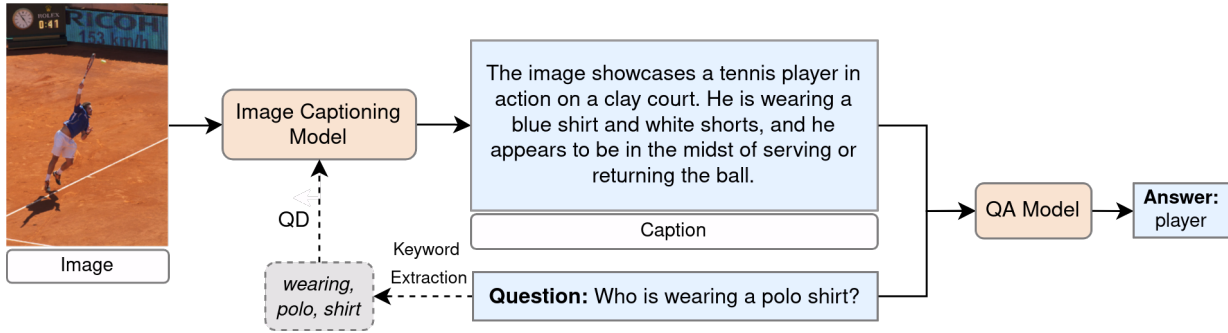 ROLEX
0:41
RICOH
153 km/h
Image
Image Captioning
Model
QD
wearing,
polo, shirt
Keyword
Extraction
The image showcases a tennis player in
action on a clay court. He is wearing a
blue shirt and white shorts, and he
appears to be in the midst of serving or
returning the ball.
Caption
Question: Who is wearing a polo shirt?
QA Model
Answer:
player